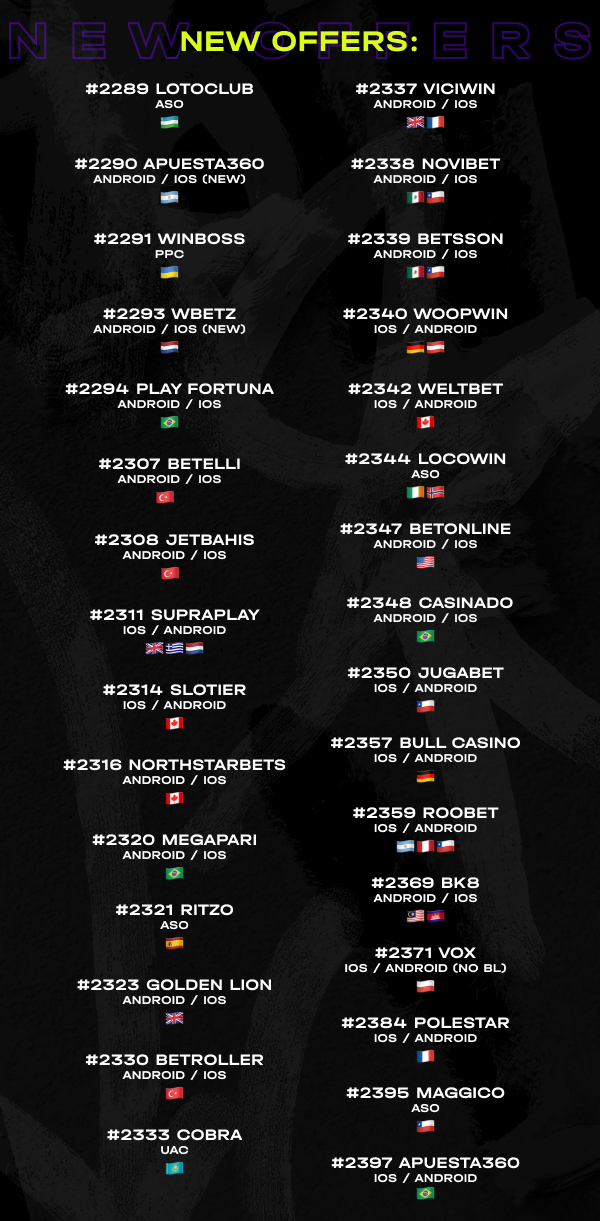 NEW OFFERS
NEW OFFERS:
#2289 LOTOCLUB
ASO
#2290 APUESTA360
ANDROID / IOS (NEW)
#2291 WINBOSS
PPC
#2293 WBETZ
ANDROID / IOS (NEW)
#2294 PLAY FORTUNA
ANDROID / IOS
#2307 BETELLI
ANDROID / IOS
#2308 JETBAHIS
ANDROID / IOS
#2311 SUPRAPLAY
IOS / ANDROID
#2314 SLOTIER
IOS / ANDROID
#2316 NORTHSTARBETS
ANDROID / IOS
#2320 MEGAPARI
ANDROID / IOS
#2321 RITZO
ASO
#2323 GOLDEN LION
ANDROID / IOS
#2330 BETROLLER
ANDROID / IOS
#2333 COBRA
UAC
#2337 VICIWIN
ANDROID / IOS
#2338 NOVIBET
ANDROID / IOS
#2339 BETSSON
ANDROID / IOS
#2340 WOOPWIN
IOS / ANDROID
#2342 WELTBET
IOS / ANDROID
#2344 LOCOWIN
ASO
#2347 BETONLINE
ANDROID / IOS
#2348 CASINADO
ANDROID / IOS
#2350 JUGABET
IOS / ANDROID
#2357 BULL CASINO
IOS / ANDROID
#2359 ROOBET
IOS / ANDROID
#2369 BK8
ANDROID / IOS
#2371 VOX
IOS / ANDROID (NO BL)
#2384 POLESTAR
IOS / ANDROID
#2395 MAGGICO
ASO
#2397 APUESTA360
IOS / ANDROID